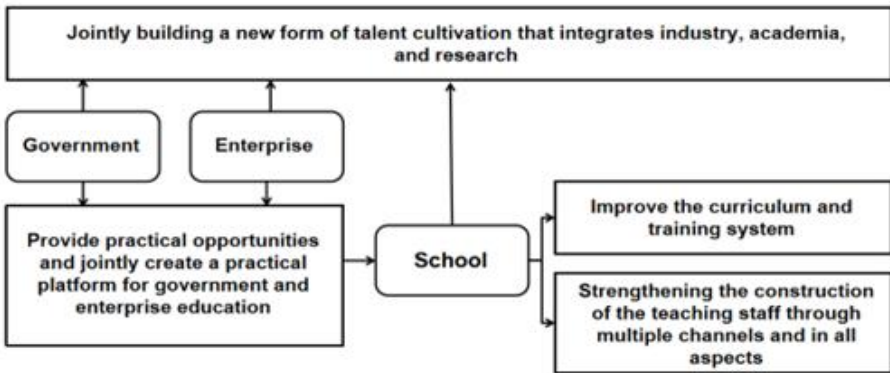 Jointly building a new form of talent cultivation that integrates industry, academia,
and research
Government
Enterprise
Provide practical opportunities
and jointly create a practical
platform for government and
enterprise education
School
Improve the curriculum and
training system
Strengthening the construction
of the teaching staff through
multiple channels and in all
aspects